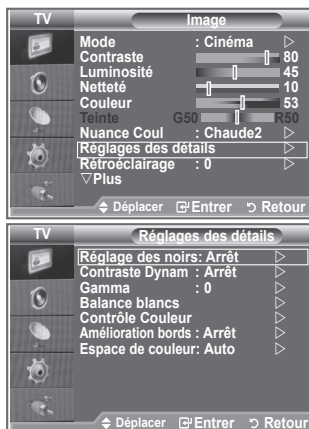 TV Image
Mode : Cinéma
Contraste 80
Luminosité 45
Netteté 10
Couleur 53
Teinte G50 R50
Nuance Coul : Chaude2
Réglages des détails
Rétroéclairage : 0
▽Plus
Déplacer Entrer Retour
TV Réglages des détails
Réglage des noirs: Arrêt
Contraste Dynam : Arrêt
Gamma : 0
Balance blancs
Contrôle Couleur
Amélioration bords : Arrêt
Espace de couleur: Auto
Déplacer Entrer Retour